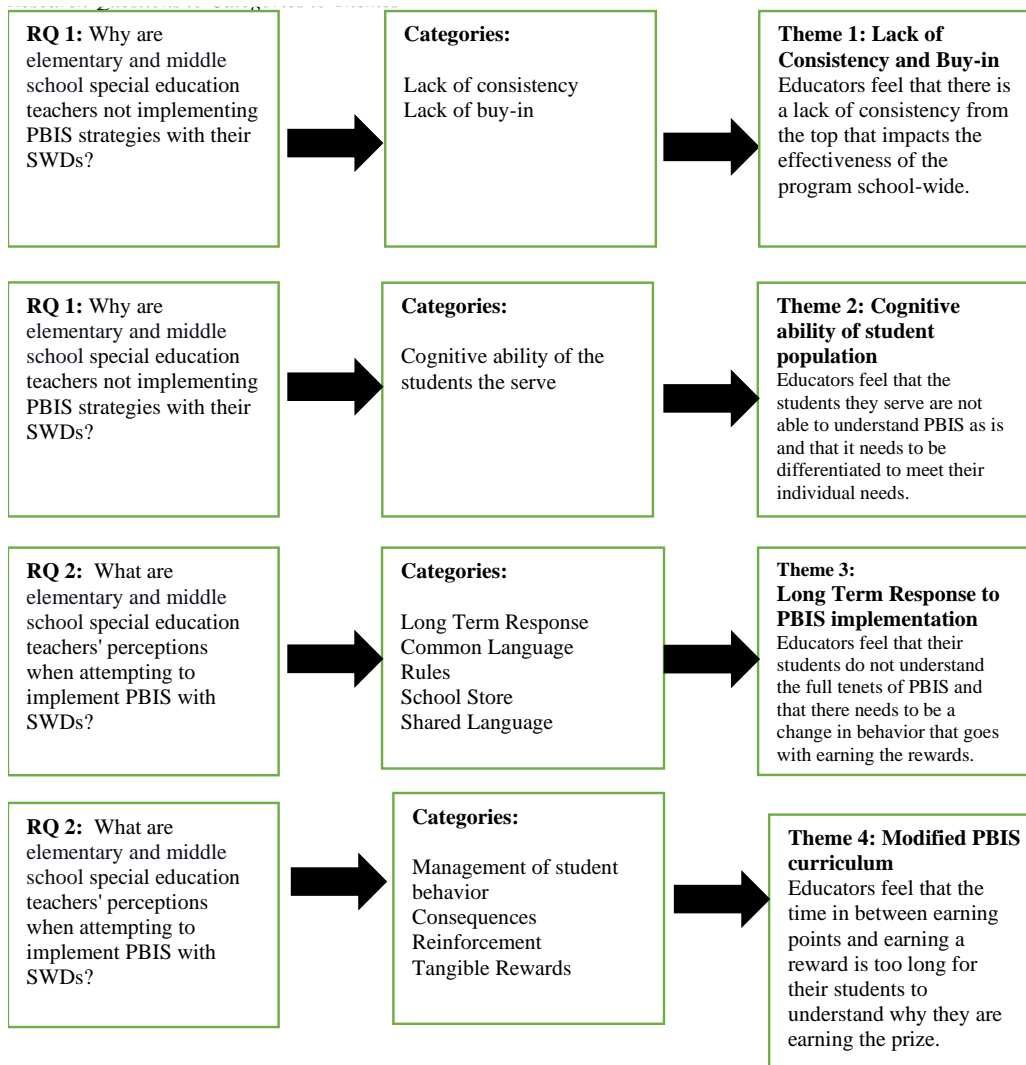 RQ 1: Why are
elementary and middle
school special education
teachers not implementing
PBIS strategies with their
SWDs?
Categories:
Lack of consistency
Lack of buy-in
Theme 1: Lack of
Consistency and Buy-in
Educators feel that there is
a lack of consistency from
the top that impacts the
effectiveness of the
program school-wide.
RQ 1: Why are
elementary and middle
school special education
teachers not implementing
PBIS strategies with their
SWDs?
Categories:
Cognitive ability of the
students the serve
Theme 2: Cognitive
ability of student
population
Educators feel that the
students they serve are not
able to understand PBIS as is
and that it needs to be
differentiated to meet their
individual needs.
RQ 2: What are
elementary and middle
school special education
teachers' perceptions
when attempting to
implement PBIS with
SWDs?
Categories:
Long Term Response
Common Language
Rules
School Store
Shared Language
Theme 3:
Long Term Response to
PBIS implementation
Educators feel that their
students do not understand
the full tenets of PBIS and
that there needs to be a
change in behavior that goes
with earning the rewards.
RQ 2: What are
elementary and middle
school special education
teachers' perceptions
when attempting to
implement PBIS with
SWDs?
Categories:
Management of student
behavior
Consequences
Reinforcement
Tangible Rewards
Theme 4: Modified PBIS
curriculum
Educators feel that the
time in between earning
points and earning a
reward is too long for
their students to
understand why they are
earning the prize.